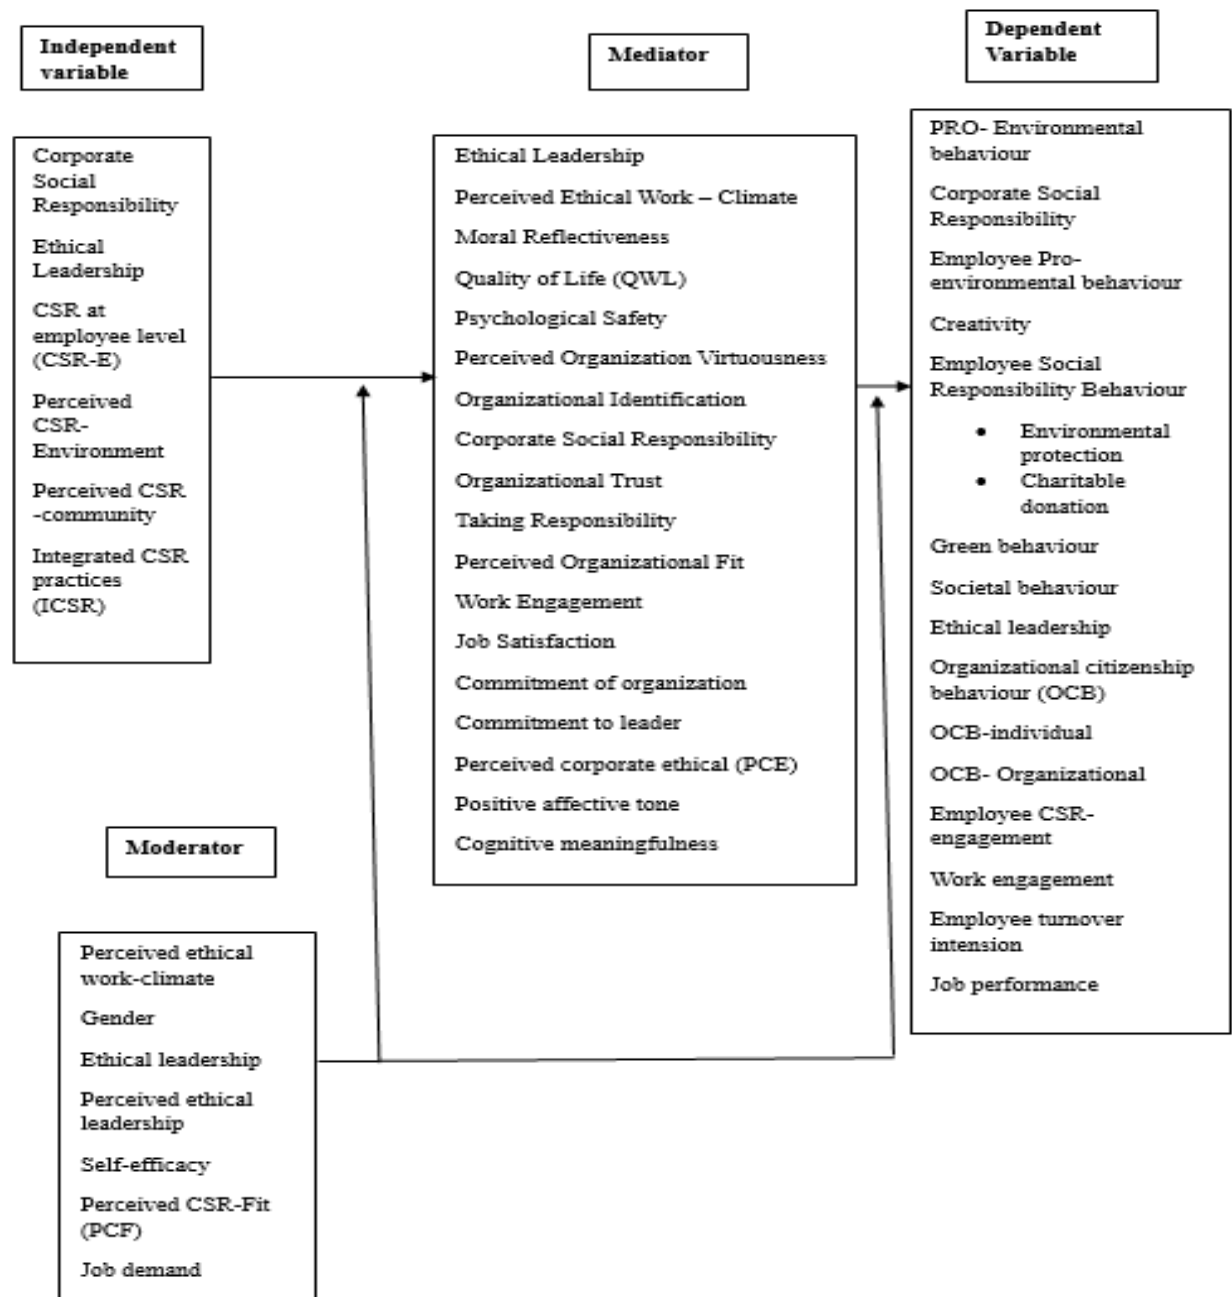 Independent
variable
Corporate
Social
Responsibility
Ethical
Leadership
CSR at
employee level
(CSR-E)
Perceived
CSR-
Environment
Perceived CSR
-community
Integrated CSR
practices
(ICSR)
Mediator
Ethical Leadership
Perceived Ethical Work – Climate
Moral Reflectiveness
Quality of Life (QWL)
Psychological Safety
Perceived Organization Virtuousness
Organizational Identification
Corporate Social Responsibility
Organizational Trust
Taking Responsibility
Perceived Organizational Fit
Work Engagement
Job Satisfaction
Commitment of organization
Commitment to leader
Perceived corporate ethical (PCE)
Positive affective tone
Cognitive meaningfulness
Dependent
Variable
PRO- Environmental
behaviour
Corporate Social
Responsibility
Employee Pro-
environmental behaviour
Creativity
Employee Social
Responsibility Behaviour
• Environmental
protection
• Charitable
donation
Green behaviour
Societal behaviour
Ethical leadership
Organizational citizenship
behaviour (OCB)
OCB-individual
OCB- Organizational
Employee CSR-
engagement
Work engagement
Employee turnover
intension
Job performance
Moderator
Perceived ethical
work-climate
Gender
Ethical leadership
Perceived ethical
leadership
Self-efficacy
Perceived CSR-Fit
(PCF)
Job demand